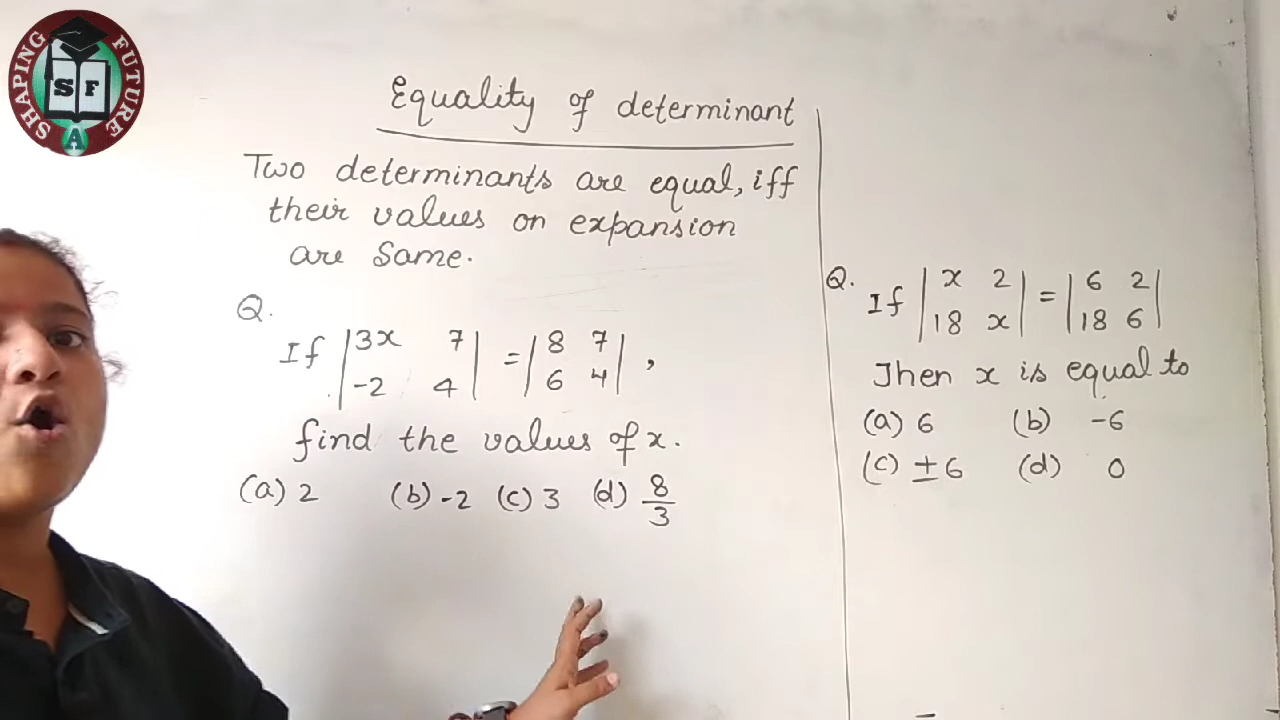 SHAPING FUTURE
S F
A
Equality of determinant
Two determinants are equal, iff
their values on expansion
are same.
Q.
If |3x 7| = |8 7|,
|-2 4| |6 4|
find the values of x.
(a) 2 (b) -2 (c) 3 (d) 8/3
Q.
If |x 2| = |6 2|
|18 x| |18 6|
Then x is equal to
(a) 6 (b) -6
(c) ±6 (d) 0